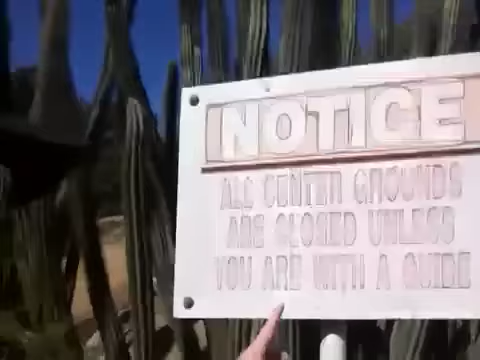 NOTICE
ALL CENTER GROUNDS
ARE CLOSED UNLESS
YOU ARE WITH A GUIDE